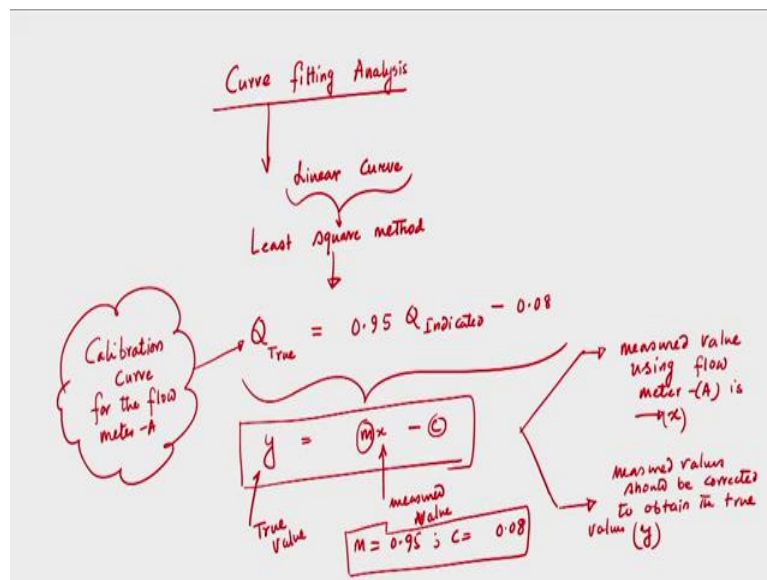 Curve fitting Analysis
Linear Curve
Least square method
Q True = 0.95 Q Indicated - 0.08
Calibration
Curve
for the flow
meter -A
y = mx - c
True
value
measured
value
M = 0.95 ; C = 0.08
measured value
using flow
meter -(A) is
(x)
measured values
should be corrected
to obtain the true
value (y)